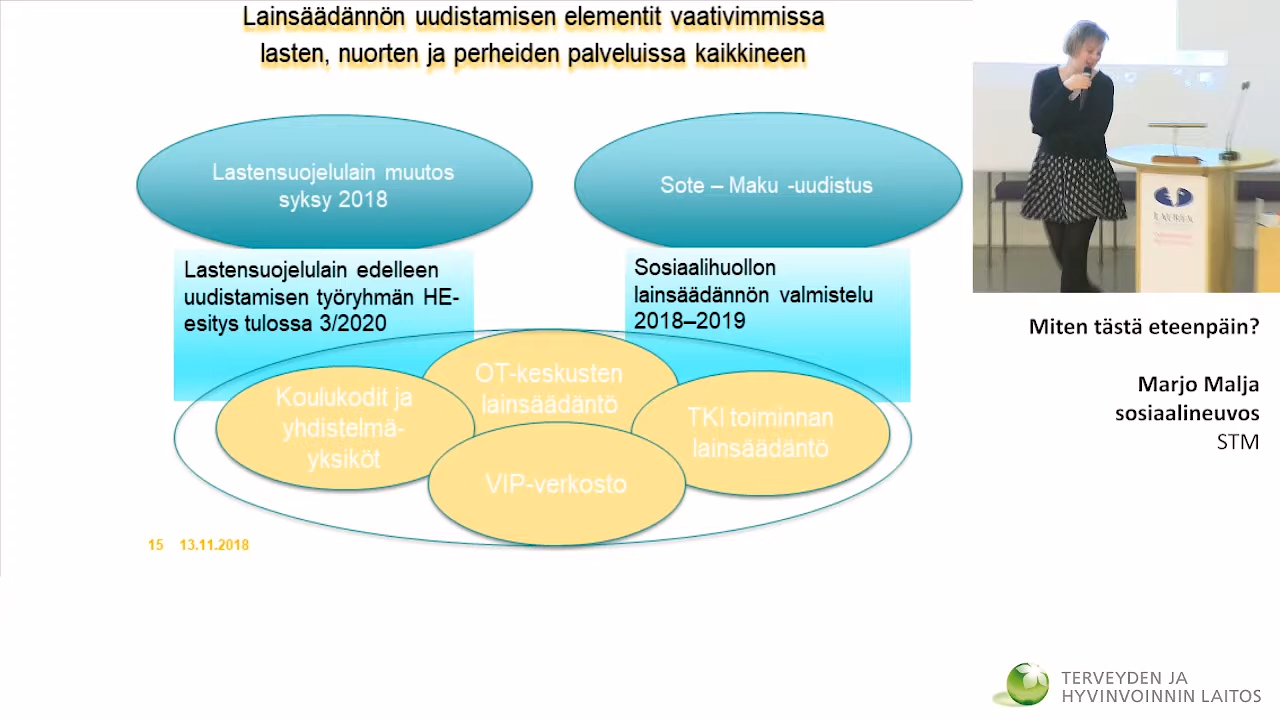 Lainsäädännön uudistamisen elementit vaativimmissa
lasten, nuorten ja perheiden palveluissa kaikkineen
Lastensuojelulain muutos
syksy 2018
Sote – Maku -uudistus
Lastensuojelulain edelleen
uudistamisen työryhmän HE-
esitys tulossa 3/2020
Sosiaalihuollon
lainsäädännön valmistelu
2018–2019
OT-keskusten
lainsäädäntö
Koulukodit ja
yhdistelmä-
yksiköt
TKI toiminnan
lainsäädäntö
VIP-verkosto
15 13.11.2018
Miten tästä eteenpäin?
Marjo Malja
sosiaalineuvos
STM
TERVEYDEN JA
HYVINVOINNIN LAITOS